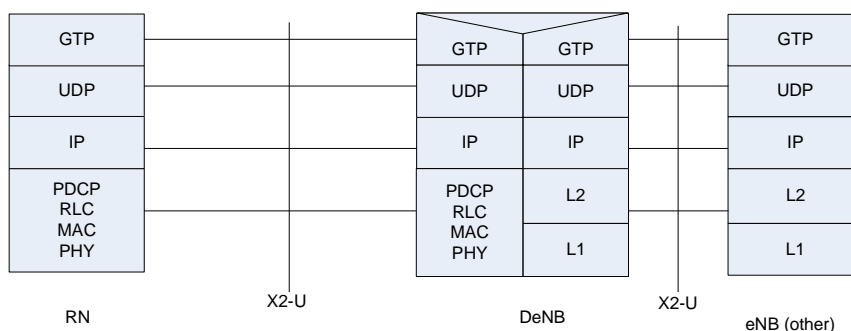 GTP
UDP
IP
PDCP
RLC
MAC
PHY
RN
X2-U
GTP
GTP
UDP
UDP
IP
IP
PDCP
RLC
MAC
PHY
L2
L1
DeNB
X2-U
GTP
UDP
IP
L2
L1
eNB (other)